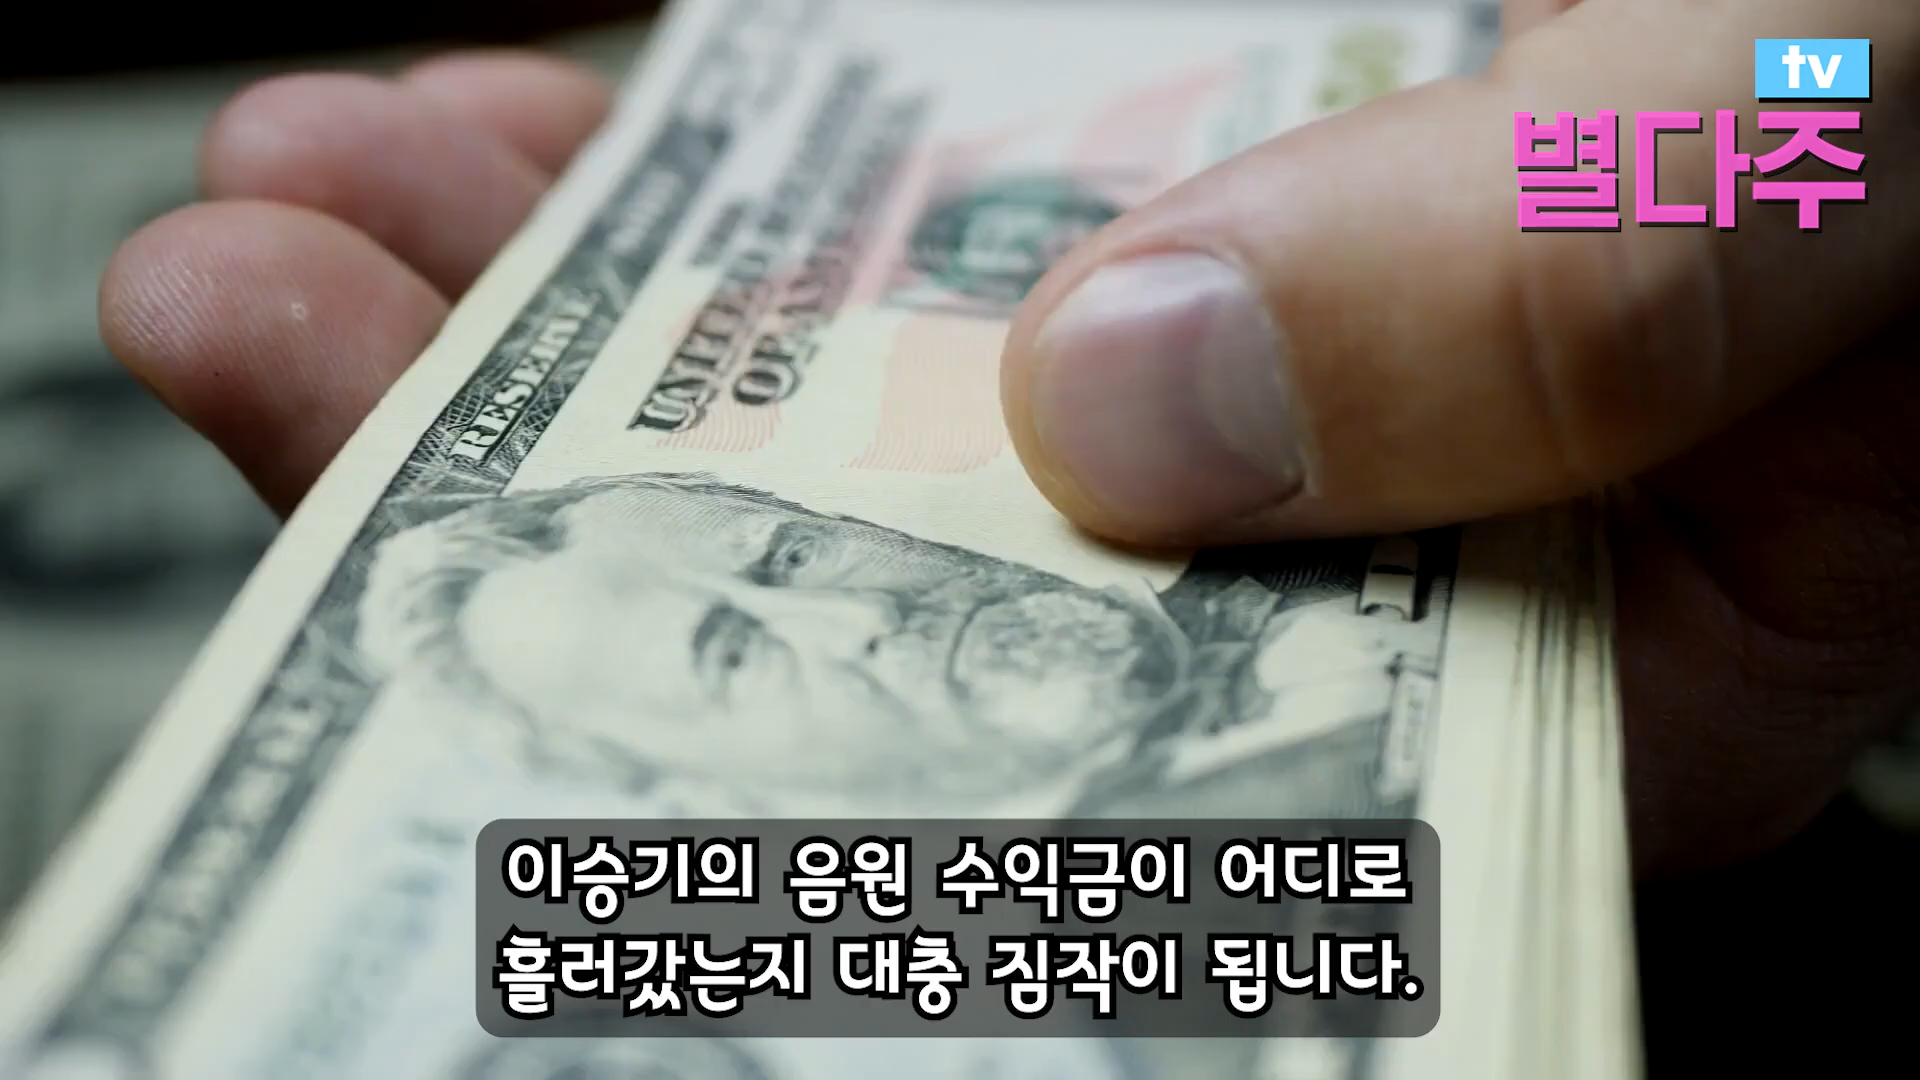 tv
별다주
RESERVE
UNITED
OF AM
이승기의 음원 수익금이 어디로
흘러갔는지 대충 짐작이 됩니다.